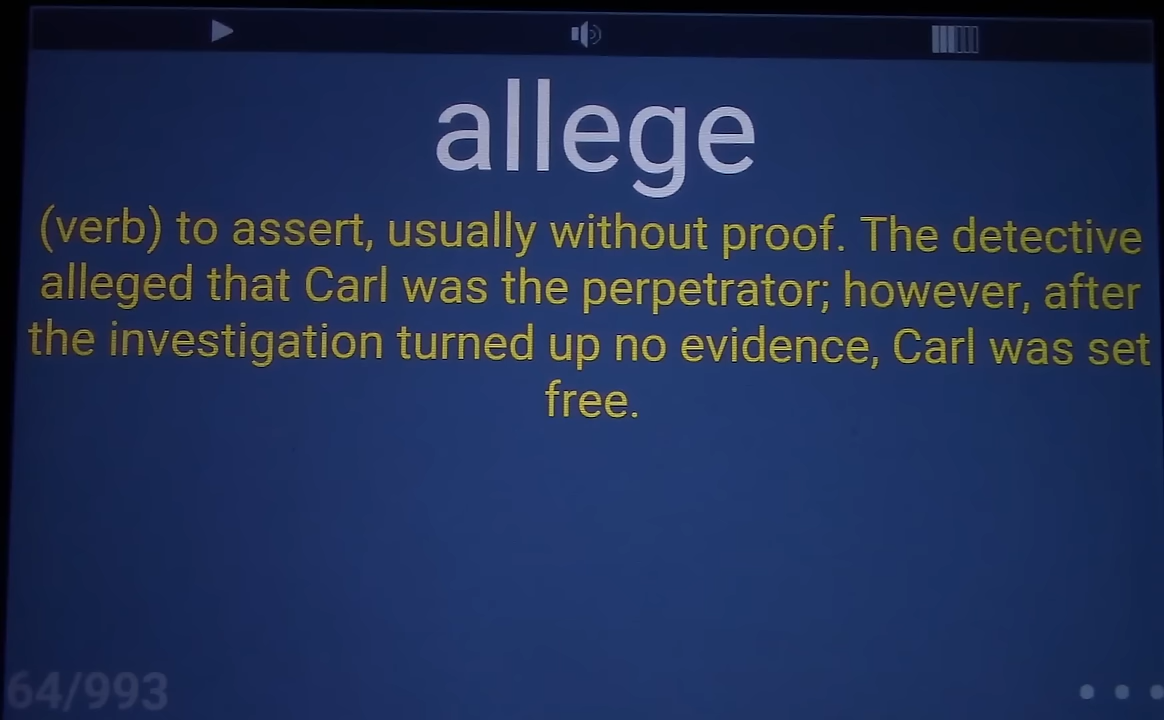 allege
(verb) to assert, usually without proof. The detective
alleged that Carl was the perpetrator; however, after
the investigation turned up no evidence, Carl was set
free.
64/993